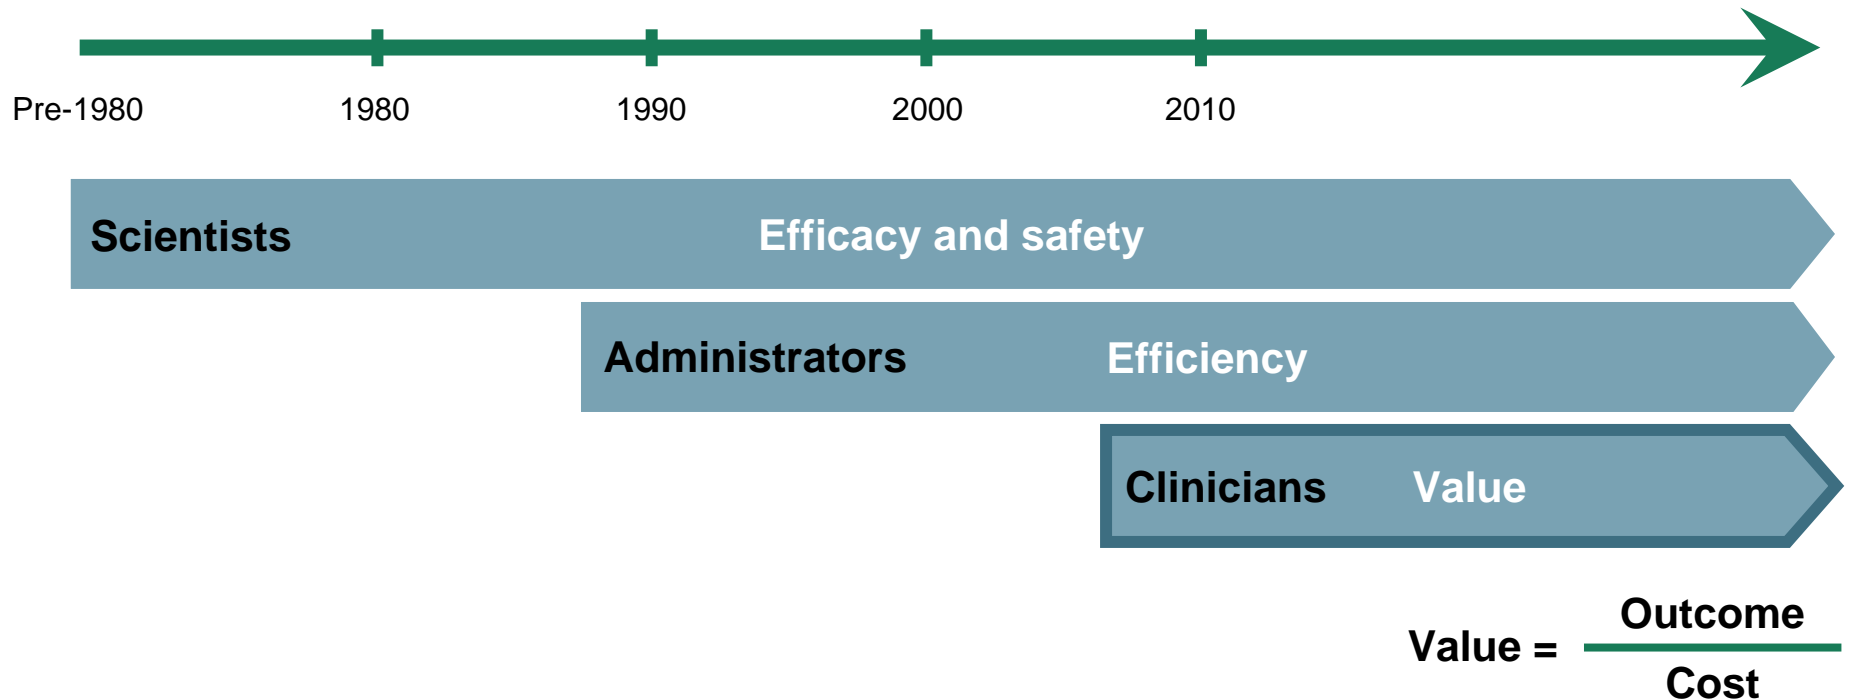 Pre-1980 1980 1990 2000 2010
Scientists Efficacy and safety
Administrators Efficiency
Clinicians Value
Value = Outcome
Cost